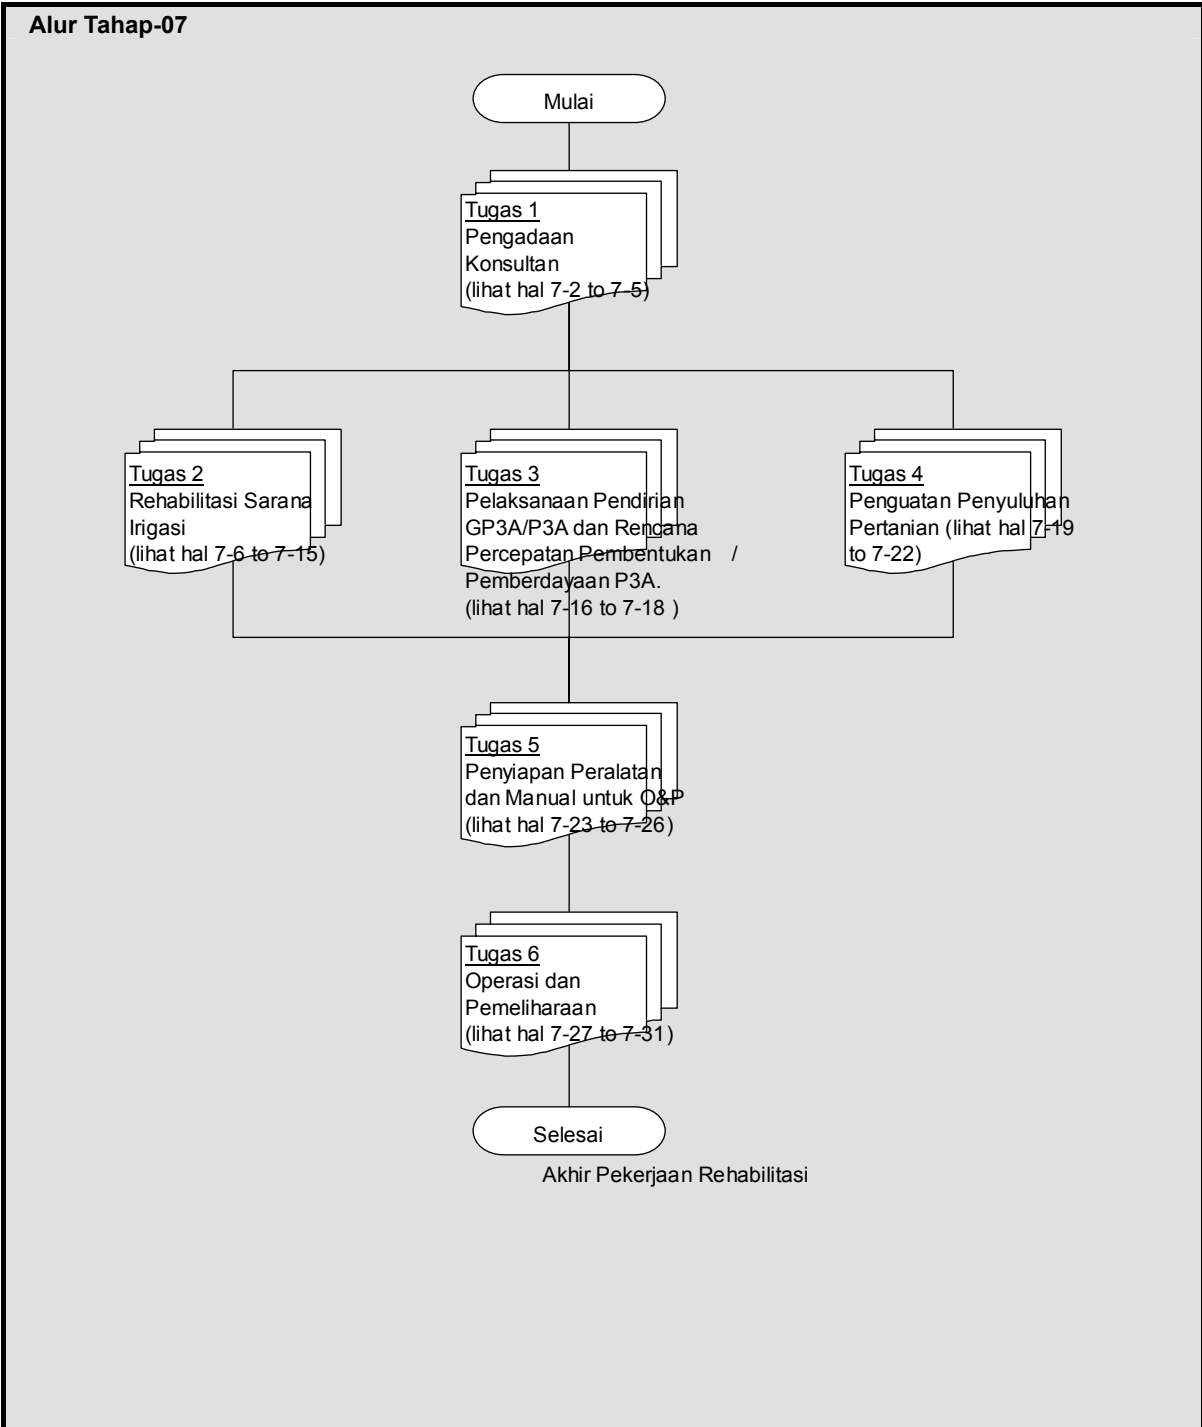 Alur Tahap-07
Mulai
Tugas 1
Pengadaan
Konsultan
(lihat hal 7-2 to 7-5)
Tugas 2
Rehabilitasi Sarana
Irigasi
(lihat hal 7-6 to 7-15)
Tugas 3
Pelaksanaan Pendirian
GP3A/P3A dan Rencana
Percepatan Pembentukan /
Pemberdayaan P3A.
(lihat hal 7-16 to 7-18 )
Tugas 4
Penguatan Penyuluhan
Pertanian (lihat hal 7-19
to 7-22)
Tugas 5
Penyiapan Peralatan
dan Manual untuk O&P
(lihat hal 7-23 to 7-26)
Tugas 6
Operasi dan
Pemeliharaan
(lihat hal 7-27 to 7-31)
Selesai
Akhir Pekerjaan Rehabilitasi